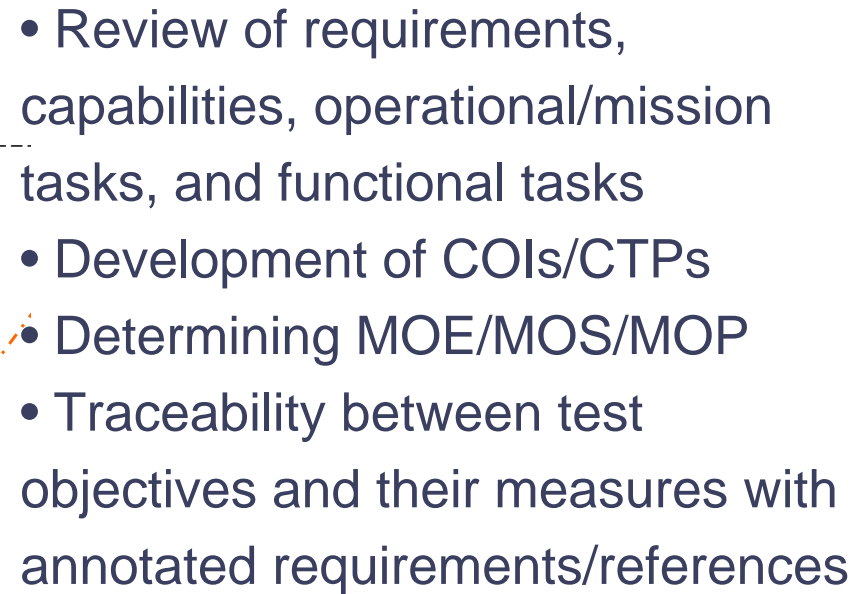 • Review of requirements,
capabilities, operational/mission
tasks, and functional tasks
• Development of COIs/CTPs
• Determining MOE/MOS/MOP
• Traceability between test
objectives and their measures with
annotated requirements/references